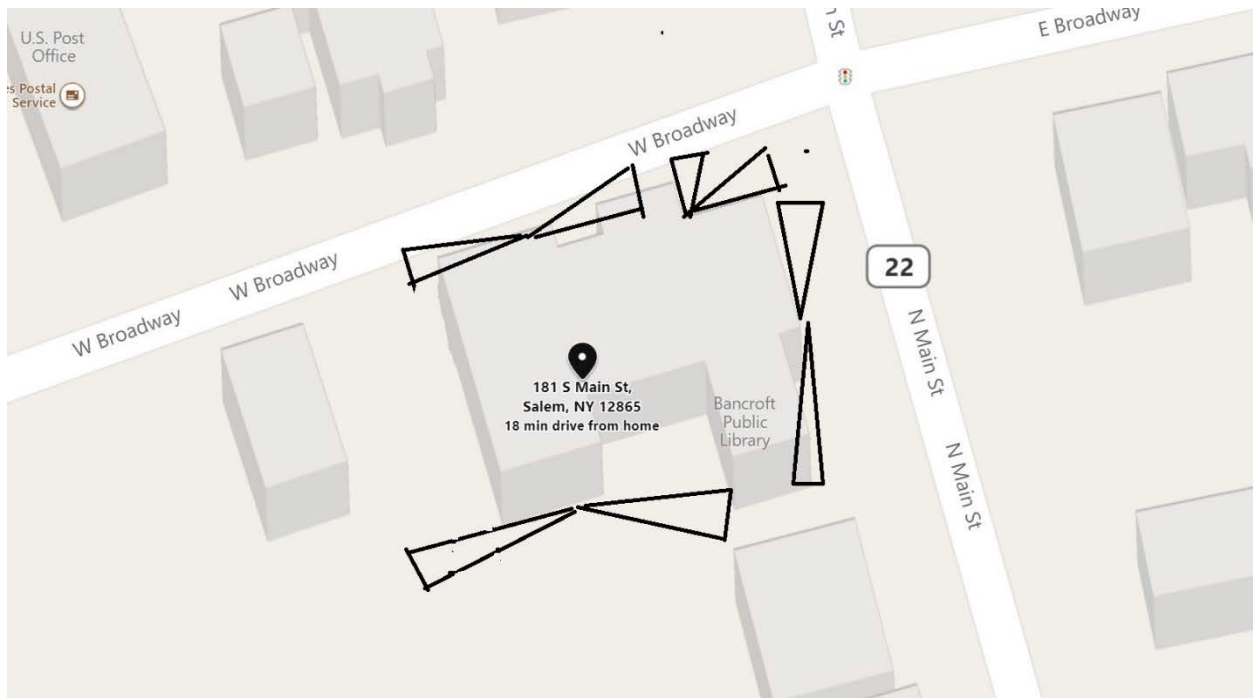 U.S. Post
Office
es Postal
Service
n St
E Broadway
W Broadway
W Broadway
W Broadway
22
N Main St
N Main St
181 S Main St,
Salem, NY 12865
18 min drive from home
Bancroft
Public
Library